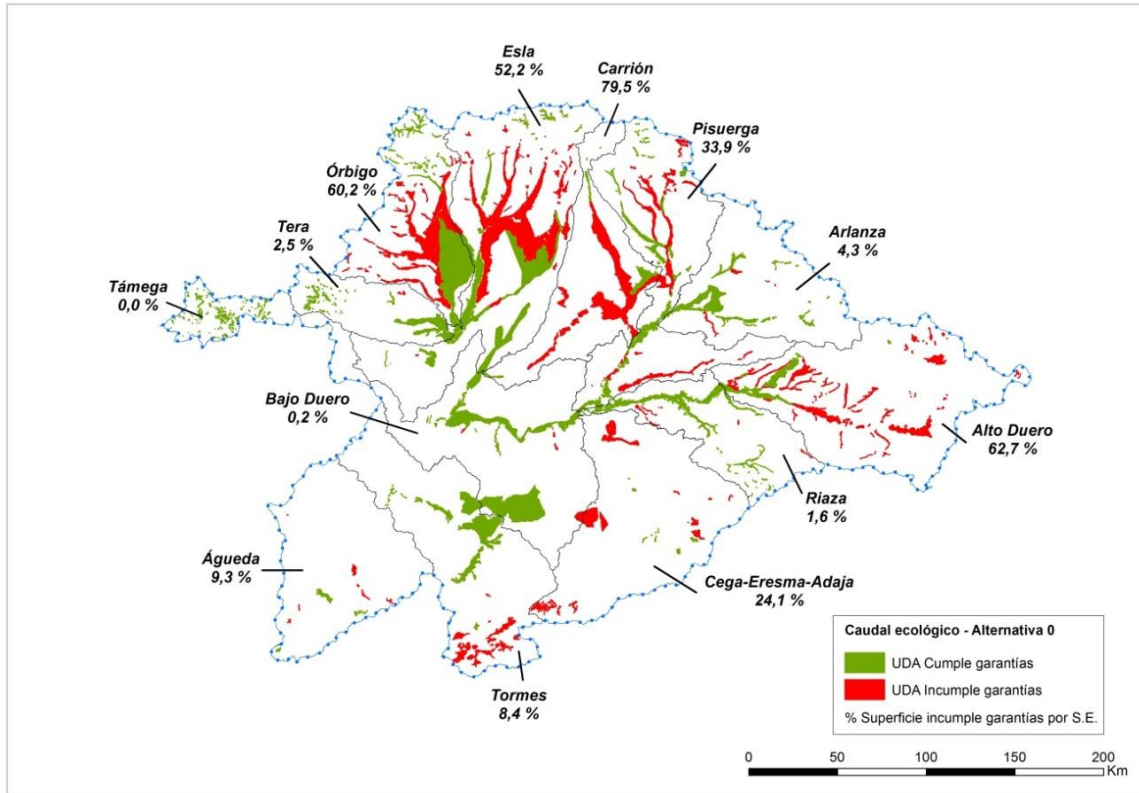 Esla
52,2 %
Carrión
79,5 %
Pisuerga
33,9 %
Órbigo
60,2 %
Tera
2,5 %
Arlanza
4,3 %
Támega
0,0 %
Bajo Duero
0,2 %
Alto Duero
62,7 %
Riaza
1,6 %
Águeda
9,3 %
Cega-Eresma-Adaja
24,1 %
Tormes
8,4 %
Caudal ecológico - Alternativa 0
UDA Cumple garantías
UDA Incumple garantías
% Superficie incumple garantías por S.E.
0 50 100 150 200
Km